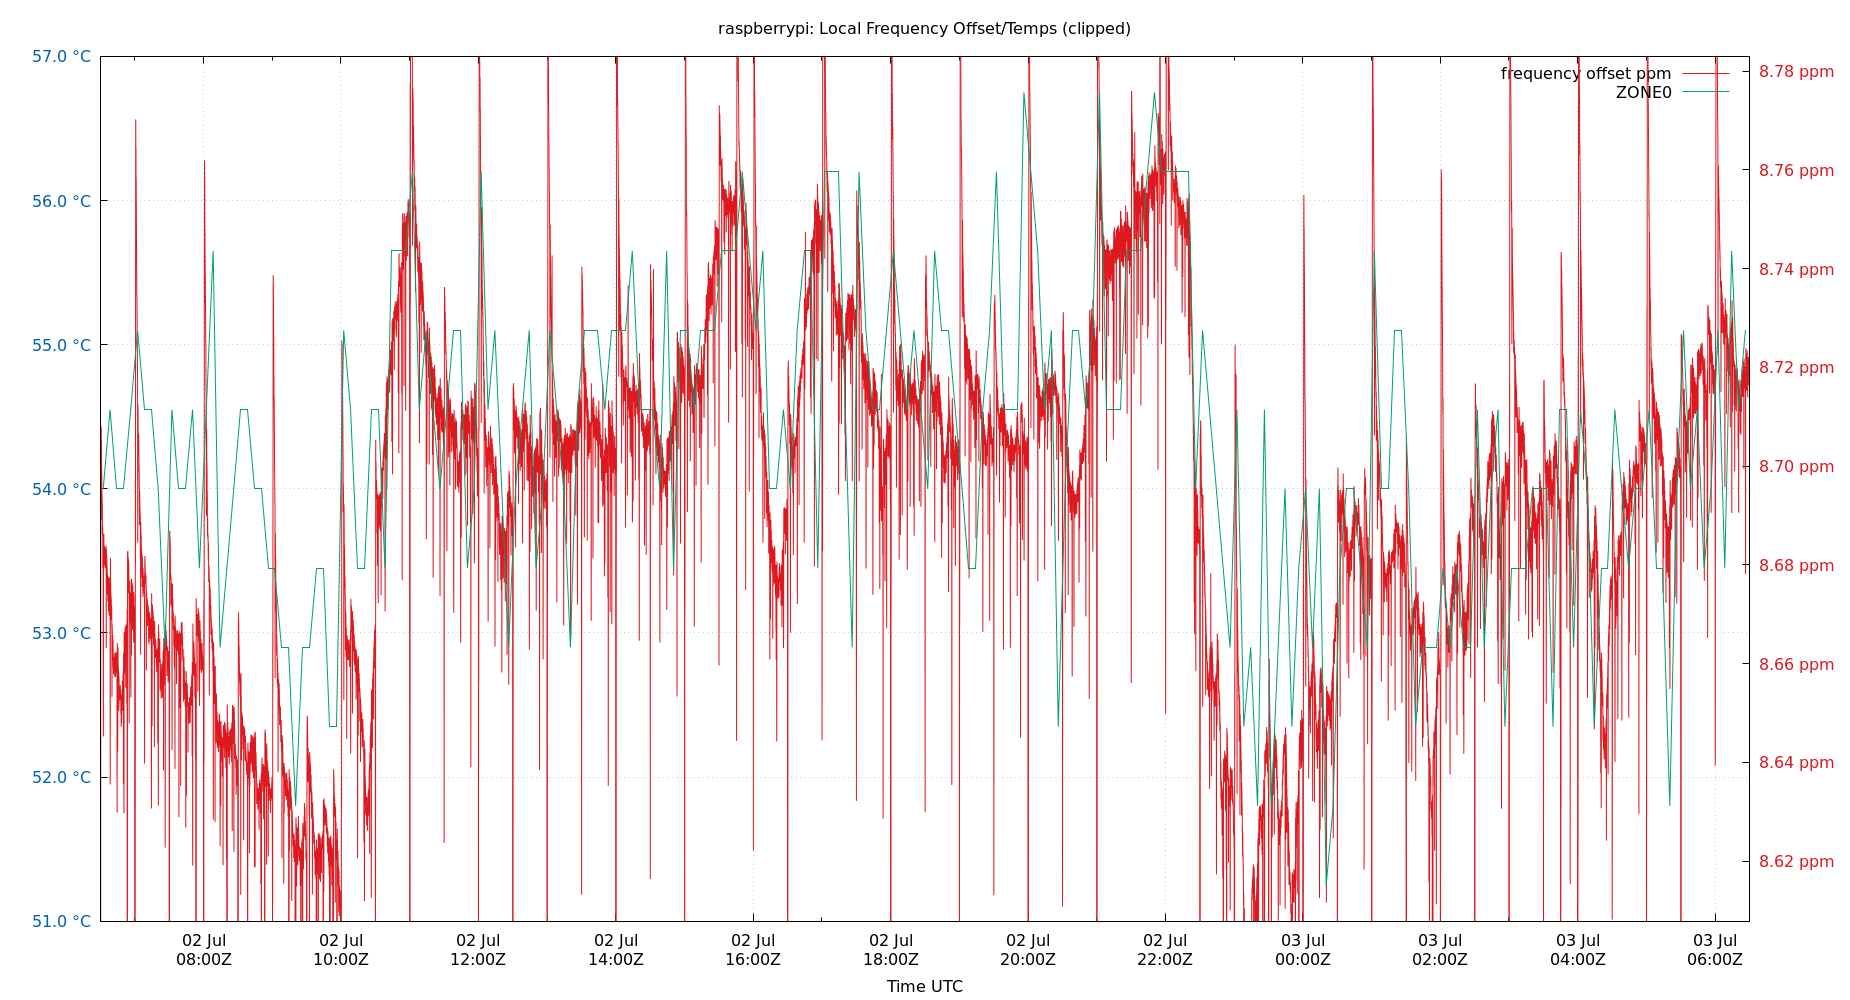 raspberrypi: Local Frequency Offset/Temps (clipped)
57.0 °C
56.0 °C
55.0 °C
54.0 °C
53.0 °C
52.0 °C
51.0 °C
frequency offset ppm
ZONE0
8.78 ppm
8.76 ppm
8.74 ppm
8.72 ppm
8.70 ppm
8.68 ppm
8.66 ppm
8.64 ppm
8.62 ppm
02 Jul 02 Jul 02 Jul 02 Jul 02 Jul 02 Jul 02 Jul 02 Jul 03 Jul 03 Jul 03 Jul 03 Jul
08:00Z 10:00Z 12:00Z 14:00Z 16:00Z 18:00Z 20:00Z 22:00Z 00:00Z 02:00Z 04:00Z 06:00Z
Time UTC